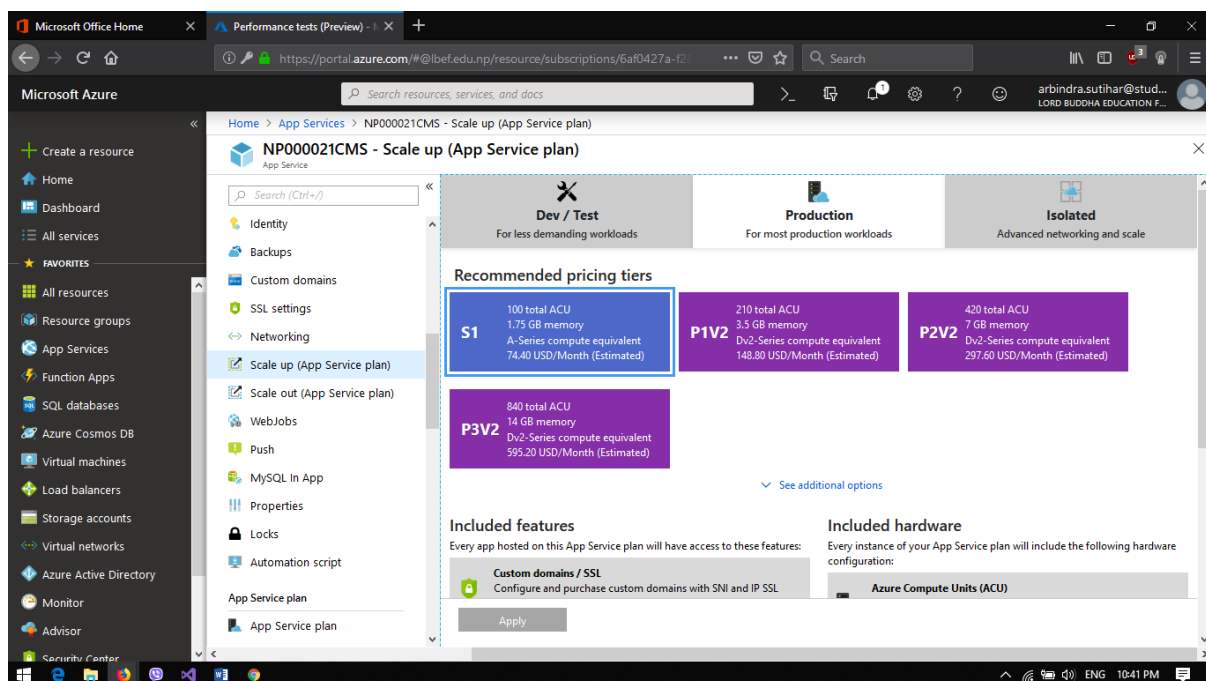 Microsoft Office Home
Performance tests (Preview) -
https://portal.azure.com/#@lbef.edu.np/resource/subscriptions/6af0427a-f2
Search
3
Microsoft Azure
Search resources, services, and docs
1
arbindra.sutihar@stud...
LORD BUDDHA EDUCATION F...
Create a resource
Home
Dashboard
All services
FAVORITES
All resources
Resource groups
App Services
Function Apps
SQL databases
Azure Cosmos DB
Virtual machines
Load balancers
Storage accounts
Virtual networks
Azure Active Directory
Monitor
Advisor
Security Center
Home > App Services > NP000021CMS - Scale up (App Service plan)
NP000021CMS - Scale up (App Service plan)
App Service
Search (Ctrl+/)
Identity
Backups
Custom domains
SSL settings
Networking
Scale up (App Service plan)
Scale out (App Service plan)
WebJobs
Push
MySQL In App
Properties
Locks
Automation script
App Service plan
App Service plan
Dev / Test
For less demanding workloads
Production
For most production workloads
Isolated
Advanced networking and scale
Recommended pricing tiers
S1
100 total ACU
1.75 GB memory
A-Series compute equivalent
74.40 USD/Month (Estimated)
P1V2
210 total ACU
3.5 GB memory
Dv2-Series compute equivalent
148.80 USD/Month (Estimated)
P2V2
420 total ACU
7 GB memory
Dv2-Series compute equivalent
297.60 USD/Month (Estimated)
P3V2
840 total ACU
14 GB memory
Dv2-Series compute equivalent
595.20 USD/Month (Estimated)
See additional options
Included features
Every app hosted on this App Service plan will have access to these features:
Custom domains / SSL
Configure and purchase custom domains with SNI and IP SSL
Included hardware
Every instance of your App Service plan will include the following hardware
configuration:
Azure Compute Units (ACU)
Apply
ENG
10:41 PM